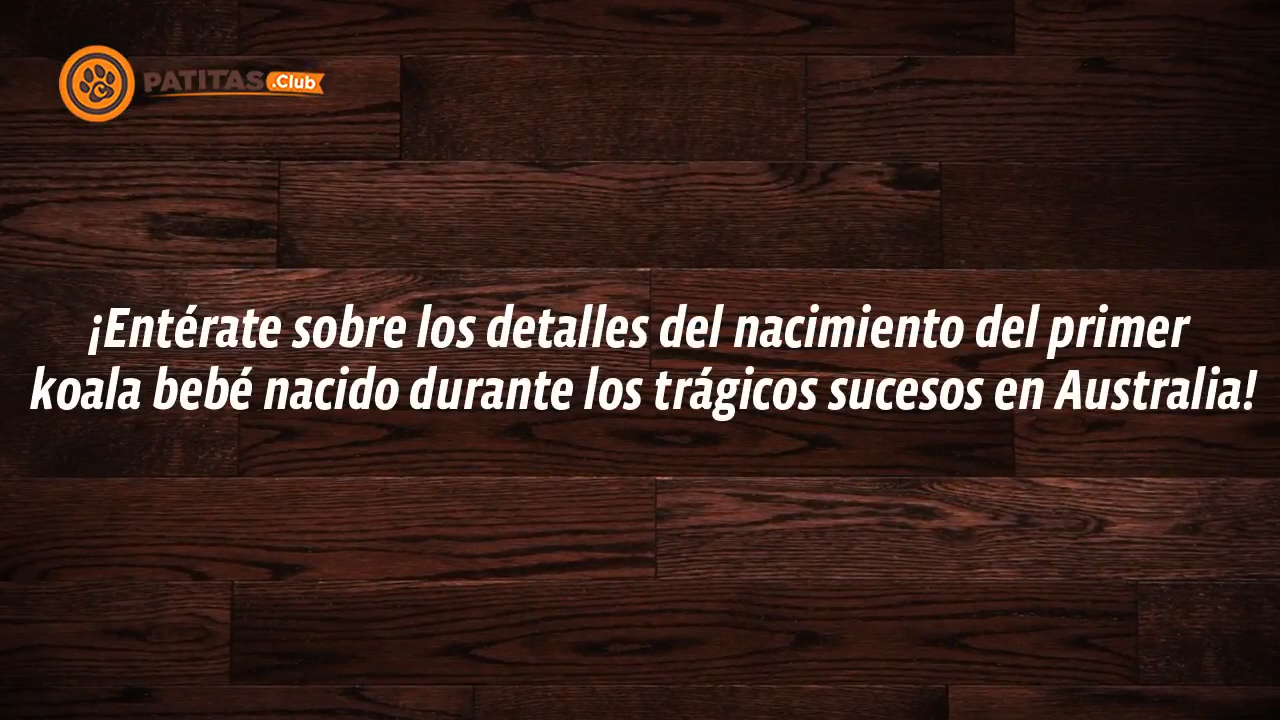 PATITAS .Club
¡Entérate sobre los detalles del nacimiento del primer
koala bebé nacido durante los trágicos sucesos en Australia!